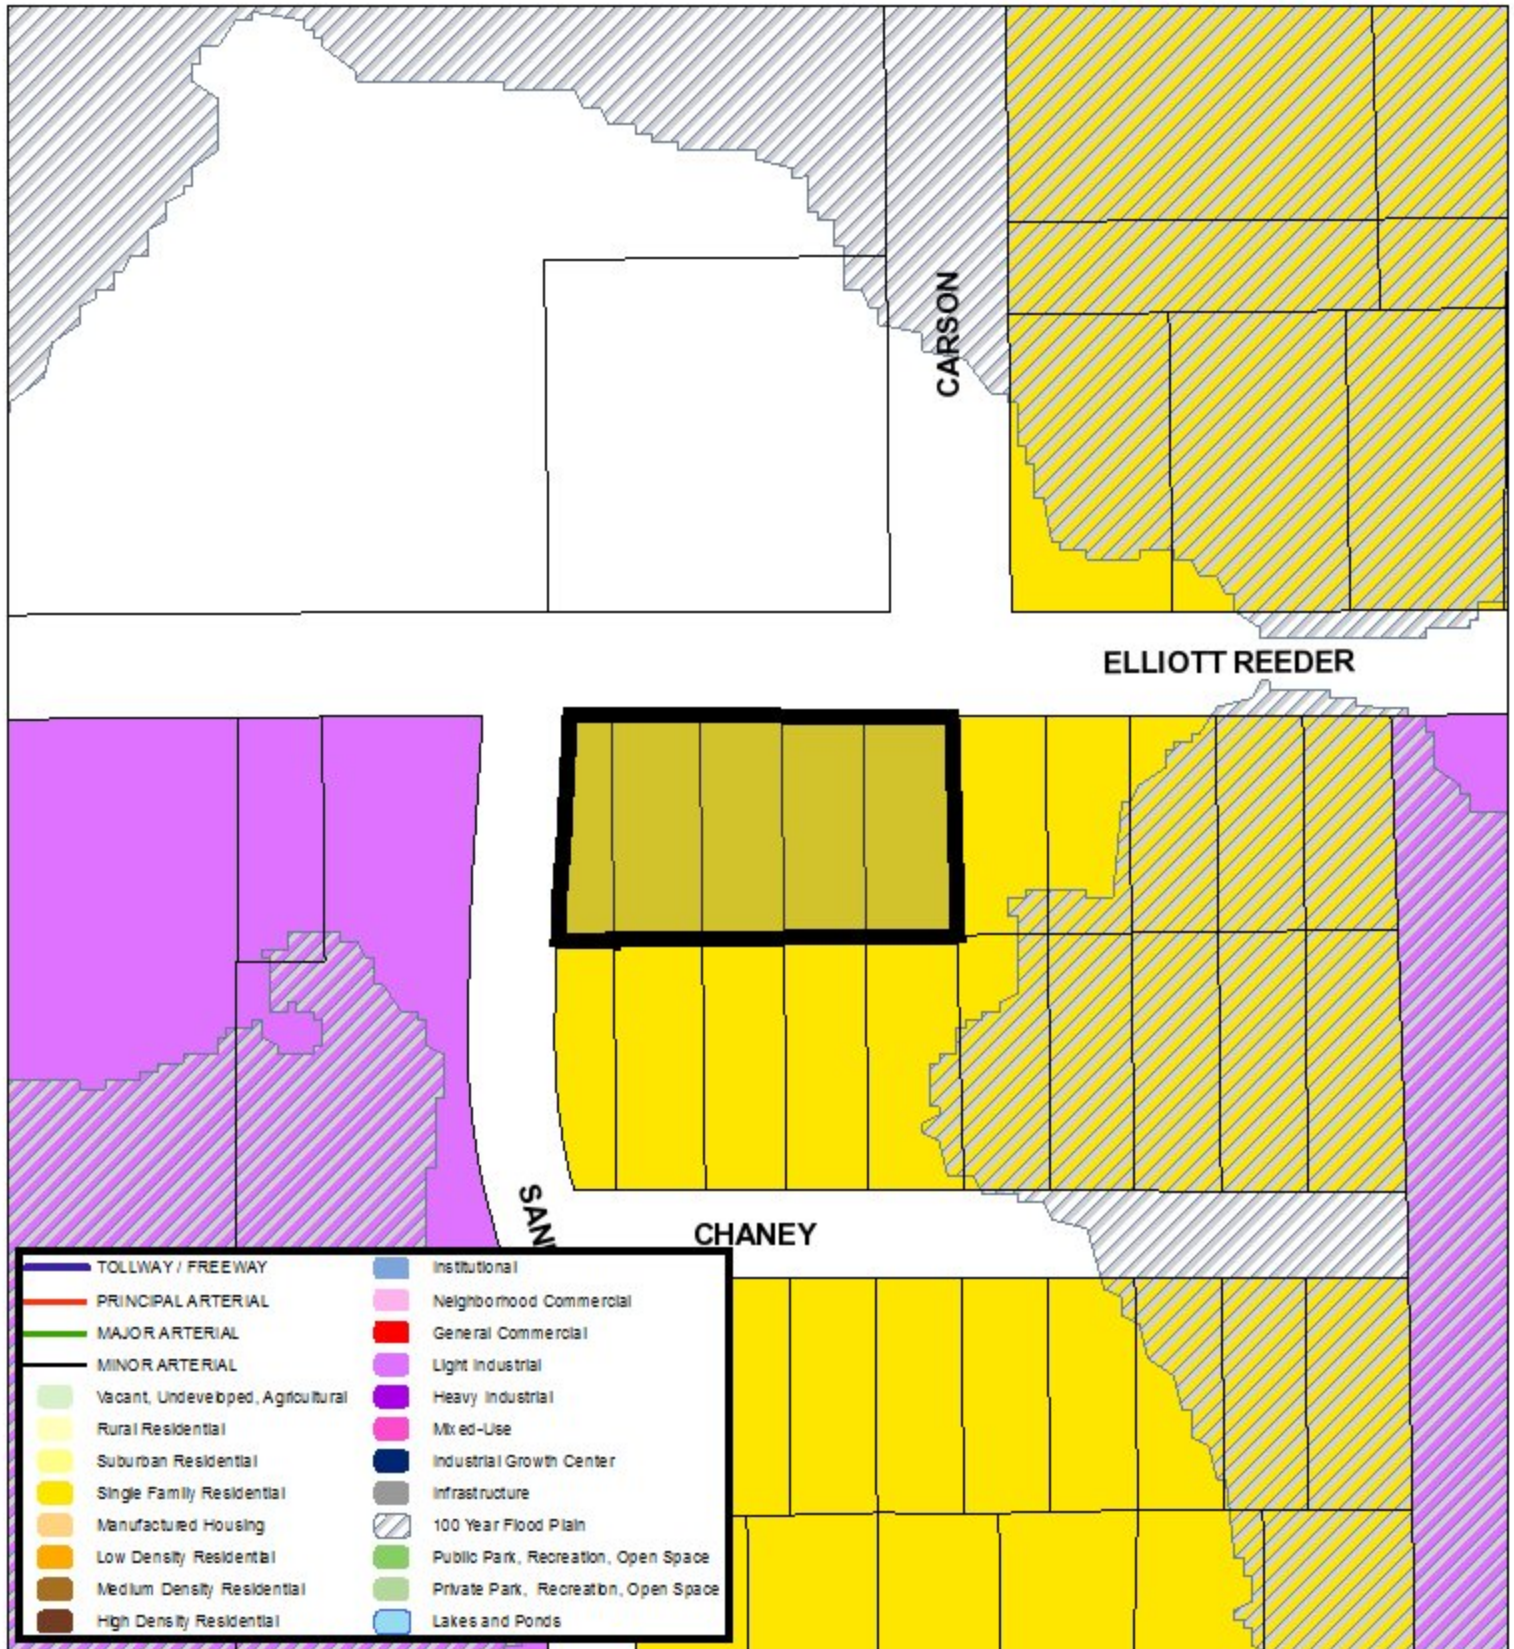 CARSON
ELLIOTT REEDER
CHANEY
TOLLWAY / FREEWAY
PRINCIPAL ARTERIAL
MAJOR ARTERIAL
MINOR ARTERIAL
Vacant, Undeveloped, Agricultural
Rural Residential
Suburban Residential
Single Family Residential
Manufactured Housing
Low Density Residential
Medium Density Residential
High Density Residential
Institutional
Neighborhood Commercial
General Commercial
Light Industrial
Heavy Industrial
Mixed-Use
Industrial Growth Center
Infrastructure
100 Year Flood Plain
Public Park, Recreation, Open Space
Private Park, Recreation, Open Space
Lakes and Ponds